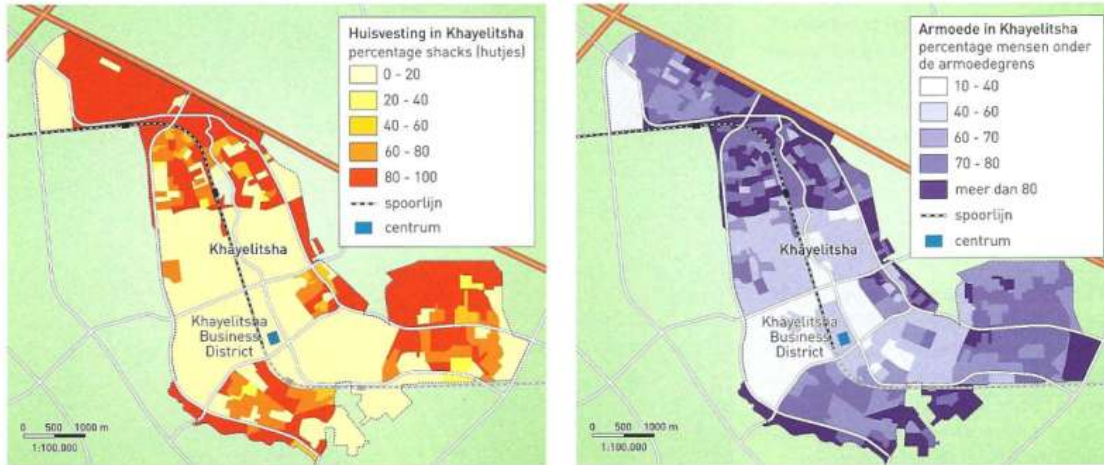 Huisvesting in Khayelitsha
percentage shacks (hutjes)
0 - 20
20 - 40
40 - 60
60 - 80
80 - 100
spoorlijn
centrum
Khayelitsha
Khayelitsha
Business
District
0 500 1000 m
1:100.000
Armoede in Khayelitsha
percentage mensen onder
de armoedegrens
10 - 40
40 - 60
60 - 70
70 - 80
meer dan 80
spoorlijn
centrum
Khayelitsha
Khayelitsha
Business
District
0 500 1000 m
1:100.000